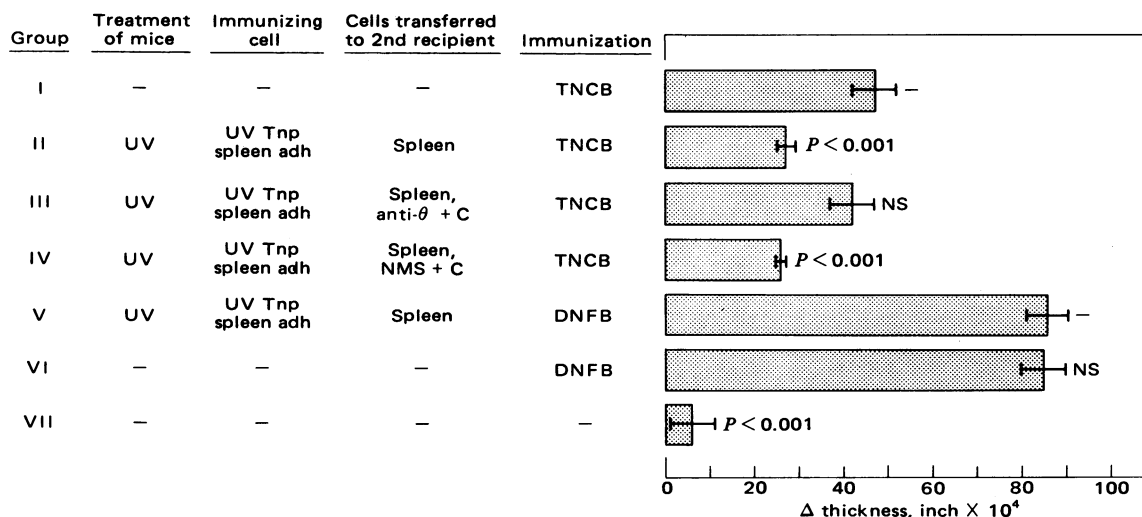 Group
Treatment of mice
Immunizing cell
Cells transferred to 2nd recipient
Immunization
I – – – TNCB –
II UV UV Tnp spleen adh Spleen TNCB P < 0.001
III UV UV Tnp spleen adh Spleen, anti-θ + C TNCB NS
IV UV UV Tnp spleen adh Spleen, NMS + C TNCB P < 0.001
V UV UV Tnp spleen adh Spleen DNFB –
VI – – – DNFB NS
VII – – – – P < 0.001
0 20 40 60 80 100
Δ thickness, inch × 10⁴